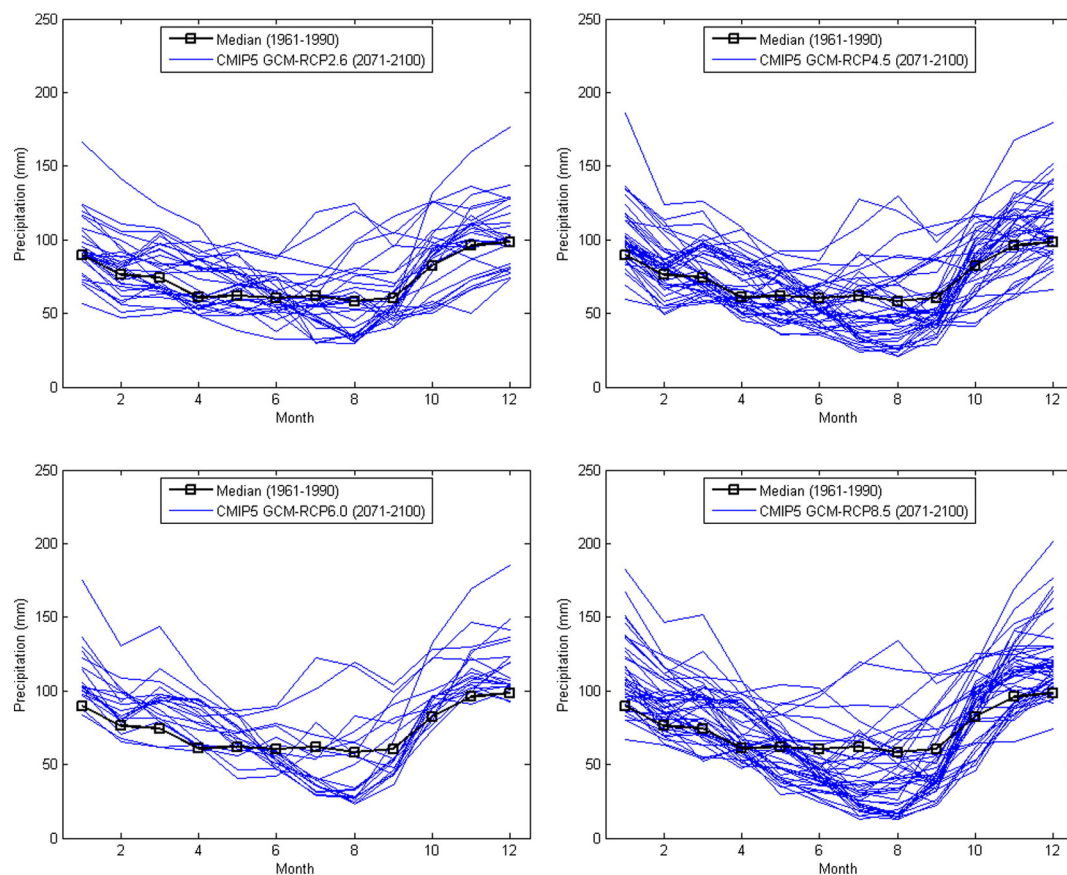 250
200
150
100
50
0
Precipitation (mm)
Median (1961-1990)
CMIP5 GCM-RCP2.6 (2071-2100)
2 4 6 8 10 12
Month
250
200
150
100
50
0
Precipitation (mm)
Median (1961-1990)
CMIP5 GCM-RCP4.5 (2071-2100)
2 4 6 8 10 12
Month
250
200
150
100
50
0
Precipitation (mm)
Median (1961-1990)
CMIP5 GCM-RCP6.0 (2071-2100)
2 4 6 8 10 12
Month
250
200
150
100
50
0
Precipitation (mm)
Median (1961-1990)
CMIP5 GCM-RCP8.5 (2071-2100)
2 4 6 8 10 12
Month